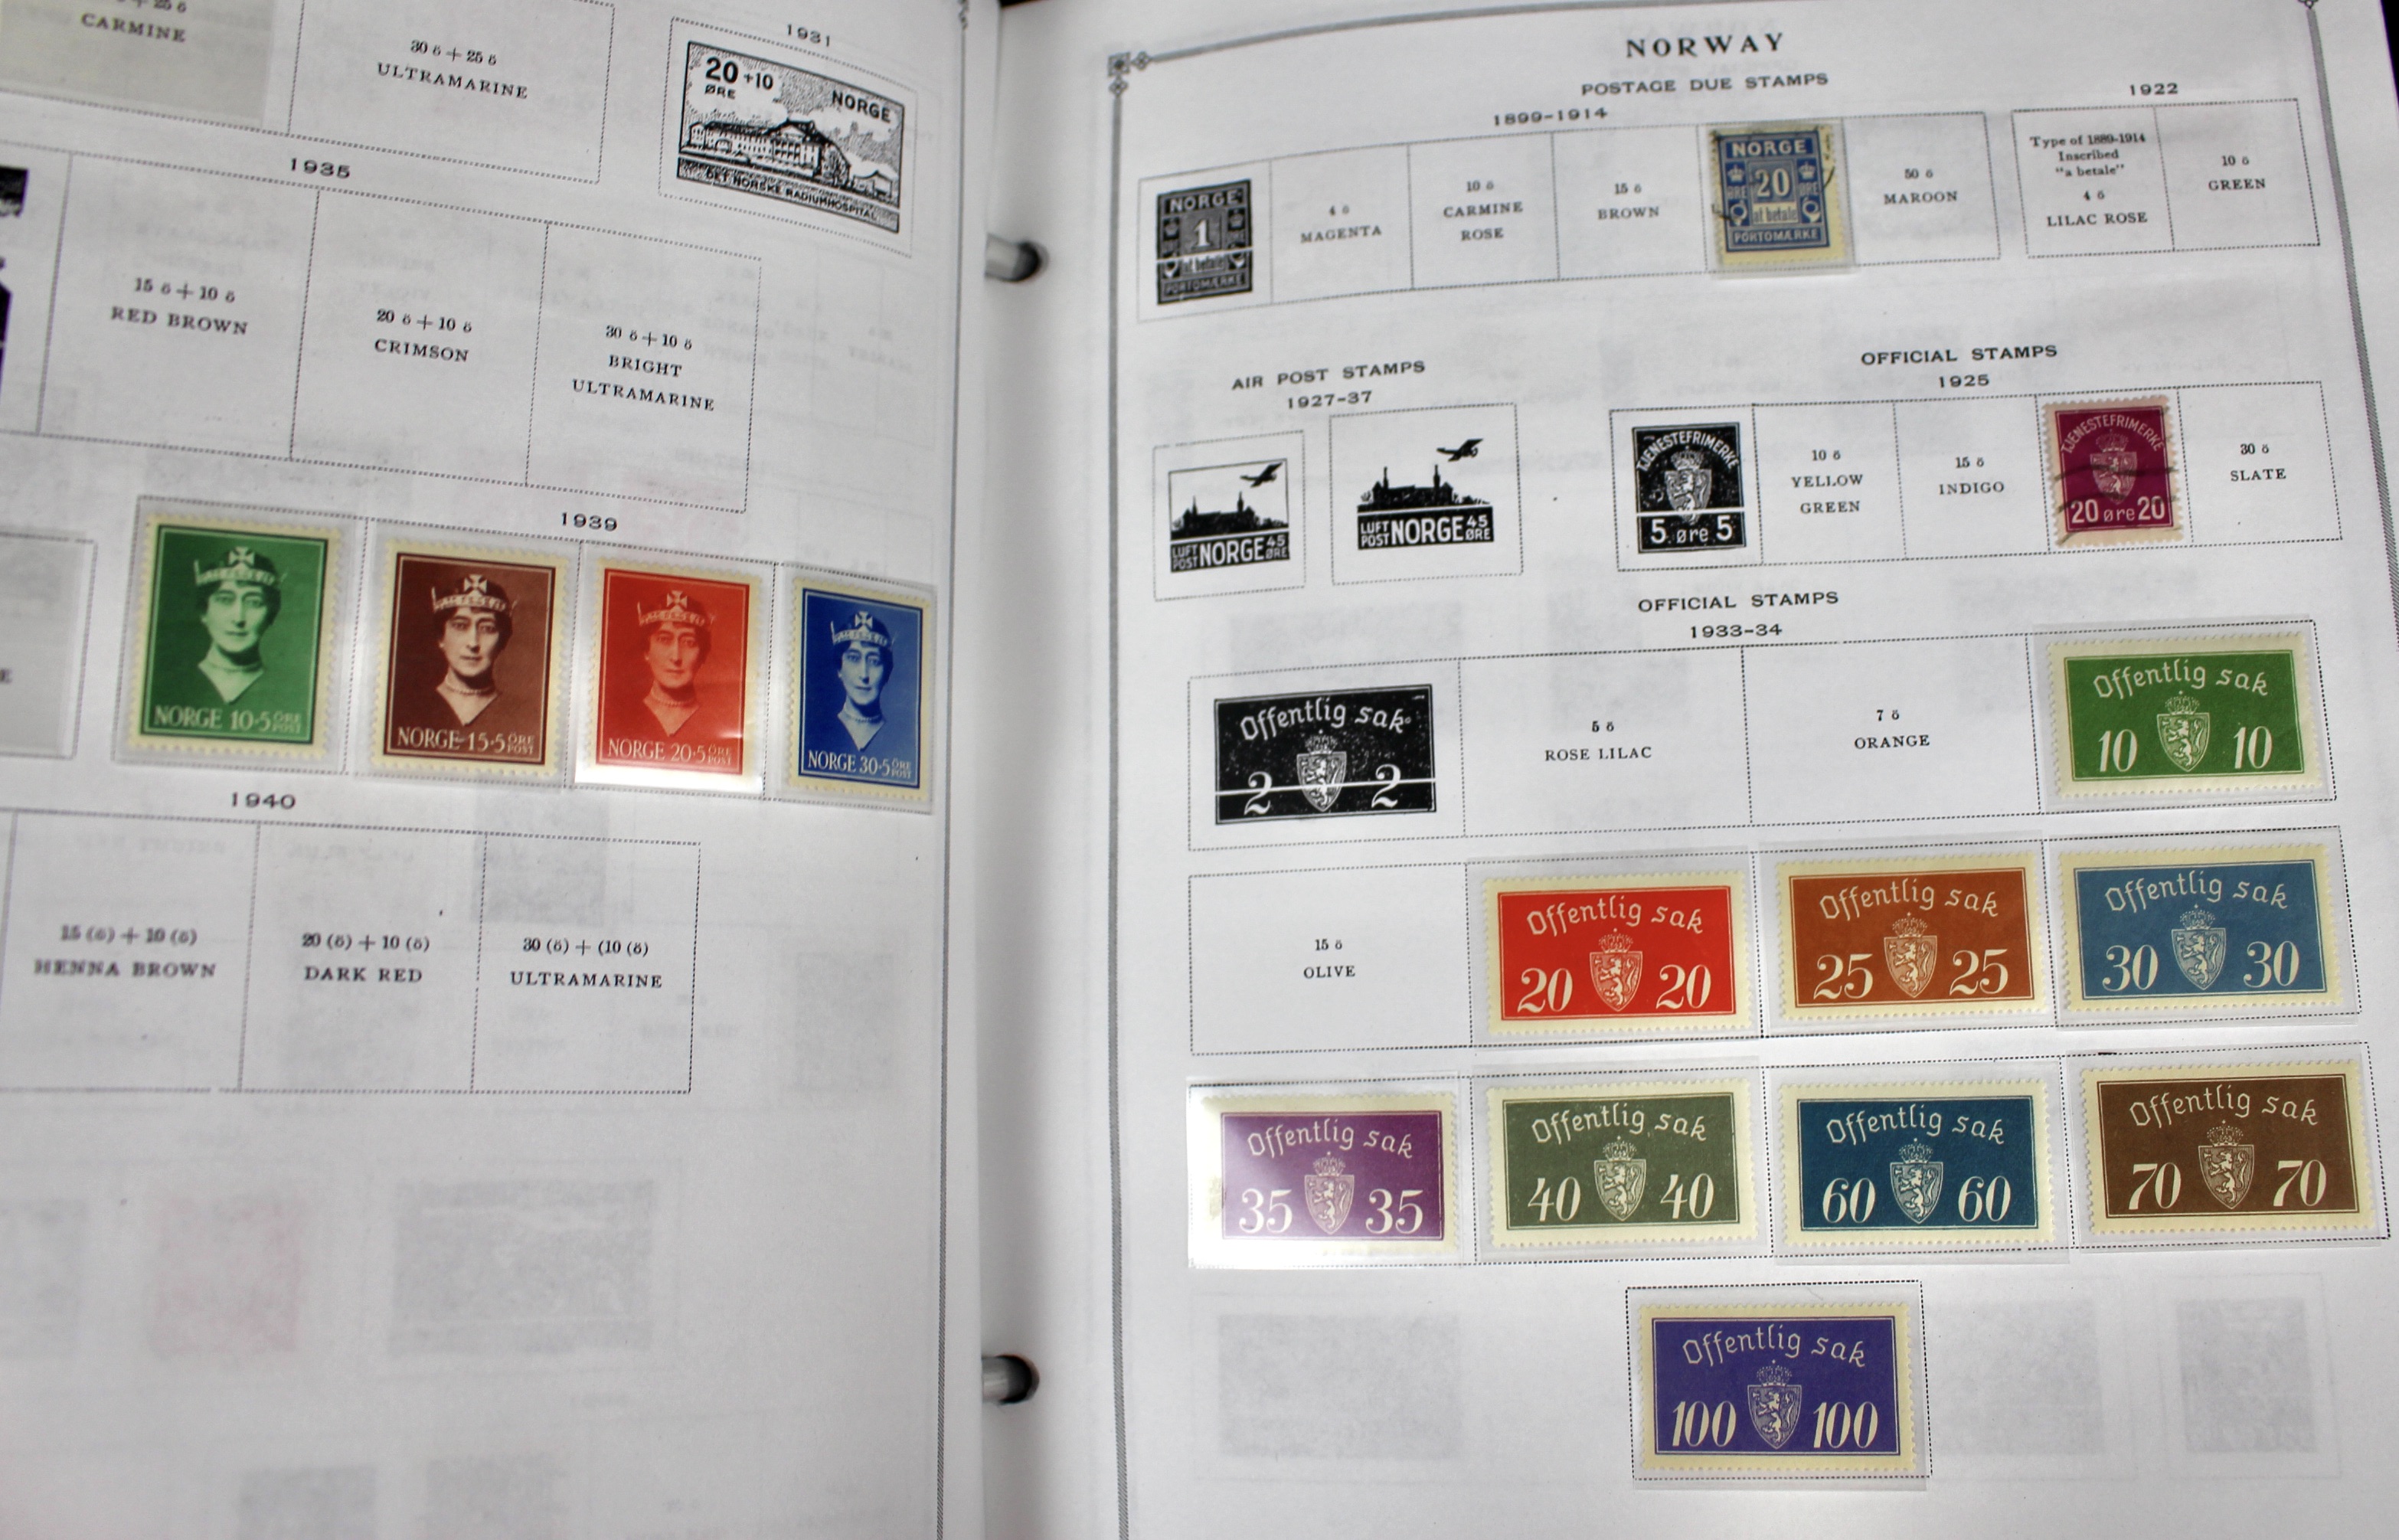 CARMINE
30 ö + 25 ö
ULTRAMARINE
1931
20 +10
ØRE
NORGE
DET NORSKE RADIUMHOSPITAL
1935
15 ö + 10 ö
RED BROWN
20 ö + 10 ö
CRIMSON
30 ö + 10 ö
BRIGHT
ULTRAMARINE
1939
NORGE 10·5 ØRE
POST
NORGE 15·5 ØRE
POST
NORGE 20·5 ØRE
POST
NORGE 30·5 ØRE
POST
1940
15 (ö) + 10 (ö)
HENNA BROWN
20 (ö) + 10 (ö)
DARK RED
30 (ö) + (10 (ö)
ULTRAMARINE
NORWAY
POSTAGE DUE STAMPS
1899-1914
NORGE
1
at betale
PORTOMÆRKE
4 ö
MAGENTA
10 ö
CARMINE
ROSE
15 ö
BROWN
NORGE
ØRE 20 ØRE
at betale
PORTOMÆRKE
50 ö
MAROON
1922
Type of 1889-1914
Inscribed
"a betale"
4 ö
LILAC ROSE
10 ö
GREEN
AIR POST STAMPS
1927-37
LUFT
POST NORGE 45
ØRE
LUFT
POST NORGE 45
ØRE
OFFICIAL STAMPS
1925
TJENESTEFRIMERKE
5 øre 5
10 ö
YELLOW
GREEN
15 ö
INDIGO
TJENESTEFRIMERKE
20 øre 20
30 ö
SLATE
OFFICIAL STAMPS
1933-34
Offentlig sak
2 2
5 ö
ROSE LILAC
7 ö
ORANGE
Offentlig sak
10 10
15 ö
OLIVE
Offentlig sak
20 20
Offentlig sak
25 25
Offentlig sak
30 30
Offentlig sak
35 35
Offentlig sak
40 40
Offentlig sak
60 60
Offentlig sak
70 70
Offentlig sak
100 100